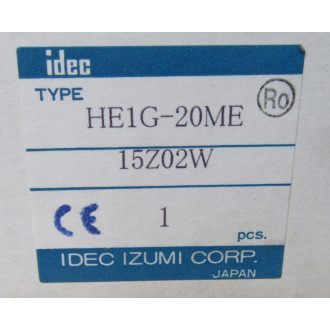 idec
TYPE
Ro
HE1G-20ME
15Z02W
CE 1 pcs.
IDEC IZUMI CORP.
JAPAN